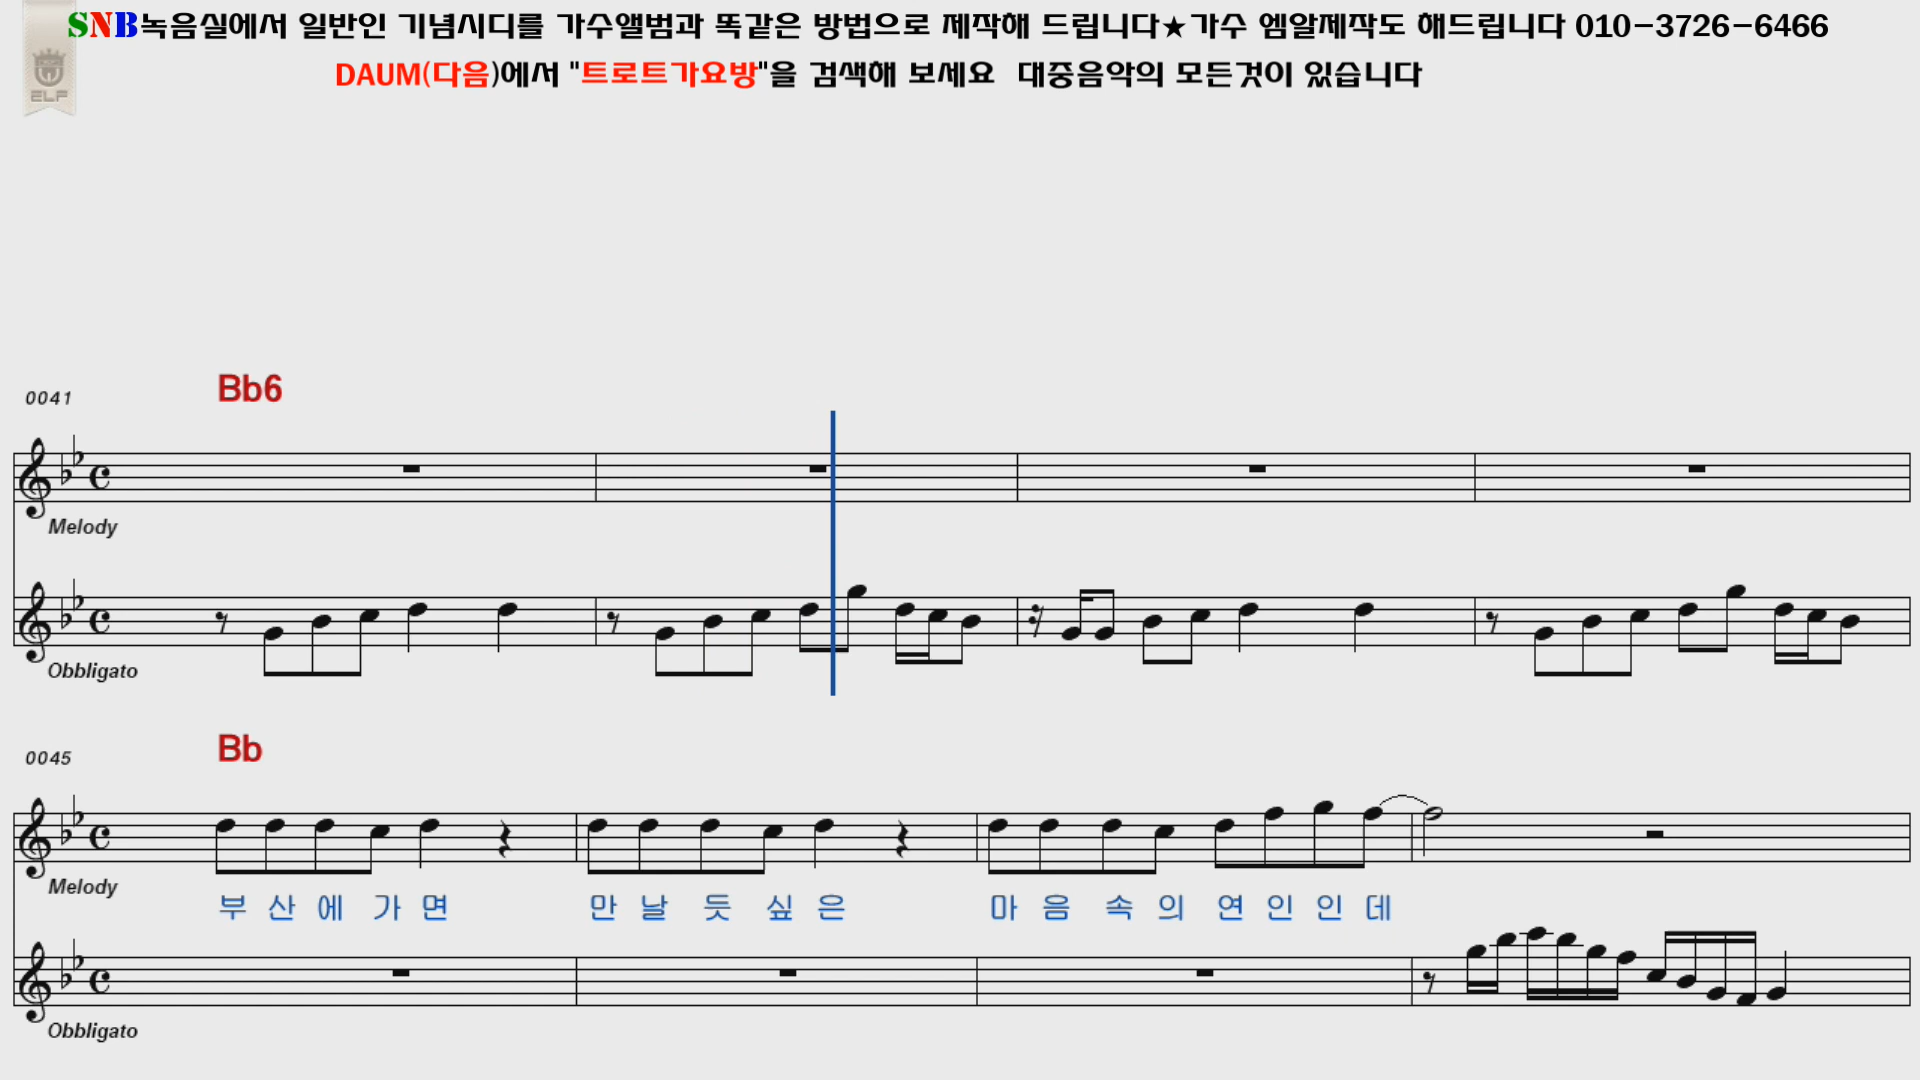 SNB녹음실에서 일반인 기념시디를 가수앨범과 똑같은 방법으로 제작해 드립니다★가수 엠알제작도 해드립니다 010-3726-6466
DAUM(다음)에서 "트로트가요방"을 검색해 보세요 대중음악의 모든것이 있습니다
ELF
0041
Bb6
Melody
Obbligato
0045
Bb
Melody
부 산 에 가 면 만 날 듯 싶 은 마 음 속 의 연 인 인 데
Obbligato